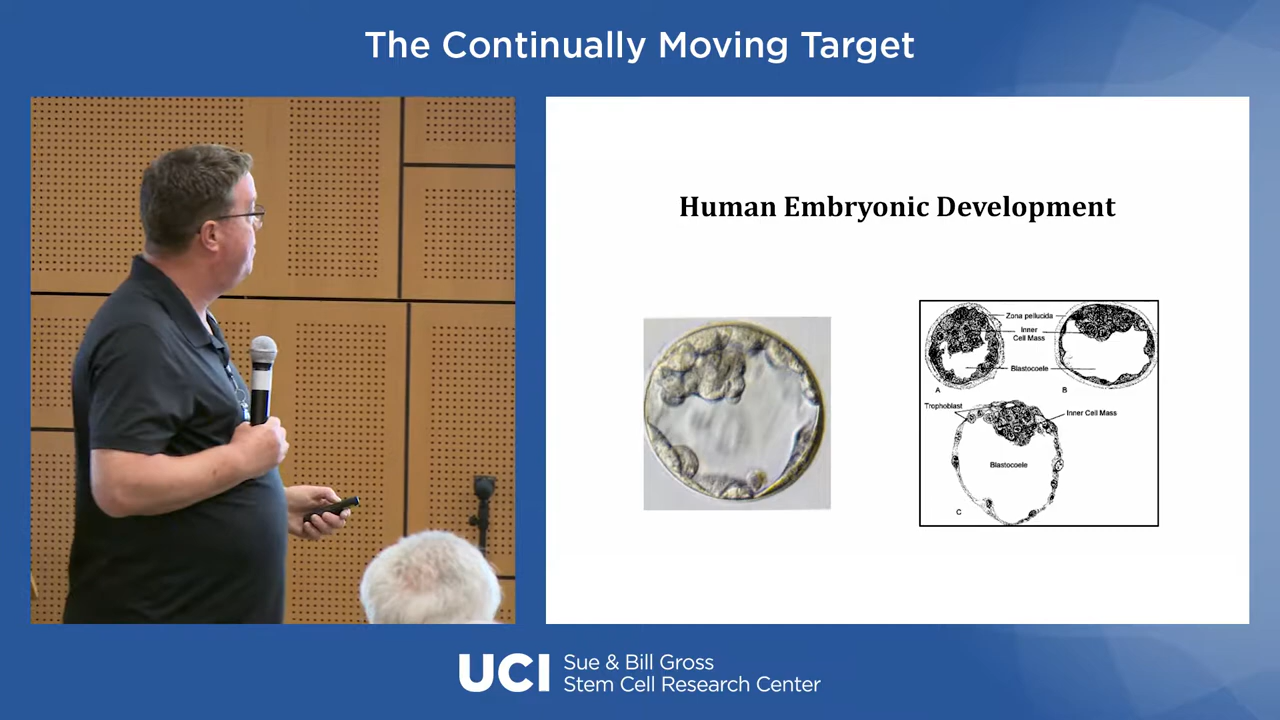 The Continually Moving Target
Human Embryonic Development
Zona pellucida
Inner
Cell Mass
Blastocoele
A
B
Trophoblast
Inner Cell Mass
Blastocoele
C
UCI
Sue & Bill Gross
Stem Cell Research Center